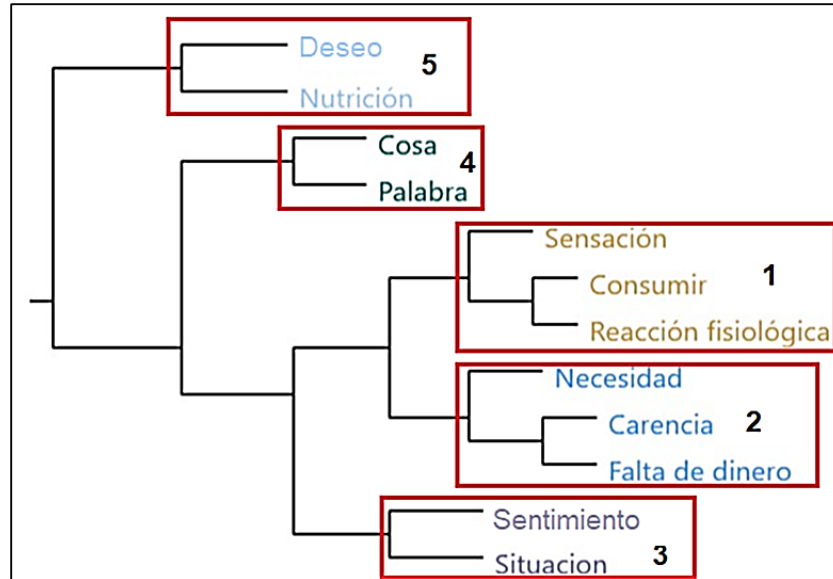 Deseo
5
Nutrición
Cosa
4
Palabra
Sensación
1
Consumir
Reacción fisiológica
Necesidad
Carencia
2
Falta de dinero
Sentimiento
Situacion
3